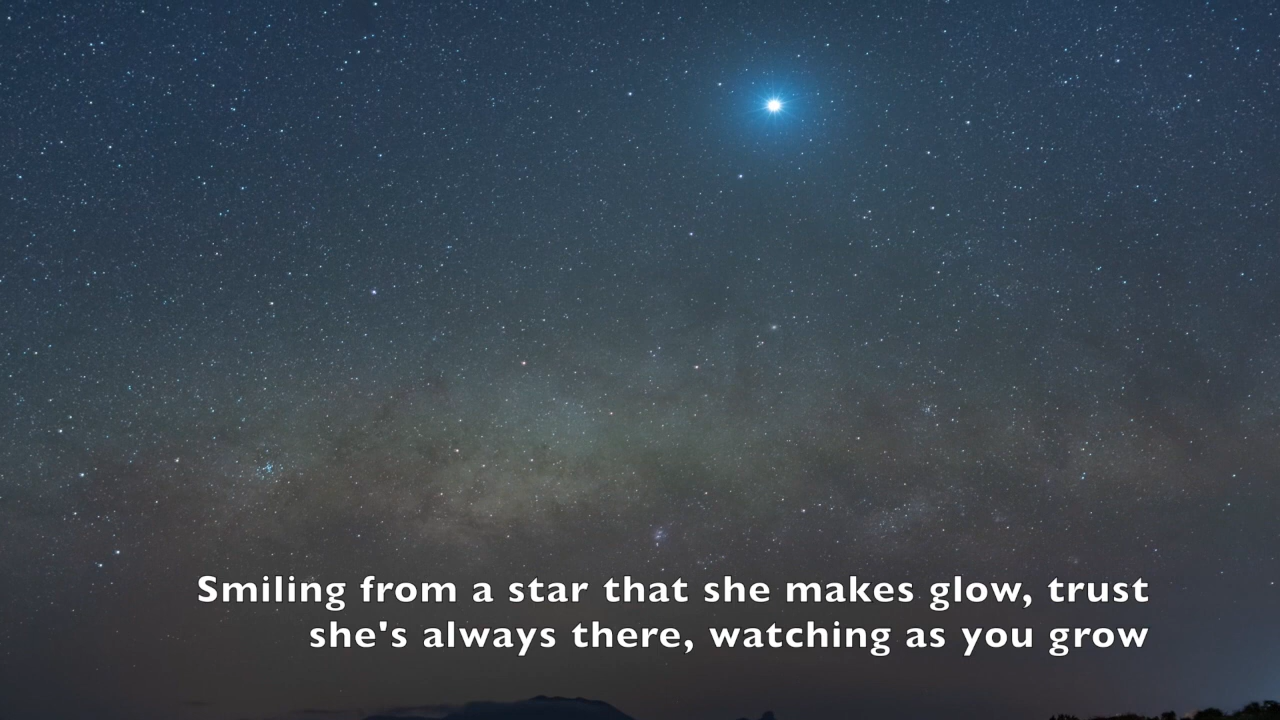 Smiling from a star that she makes glow, trust
she's always there, watching as you grow